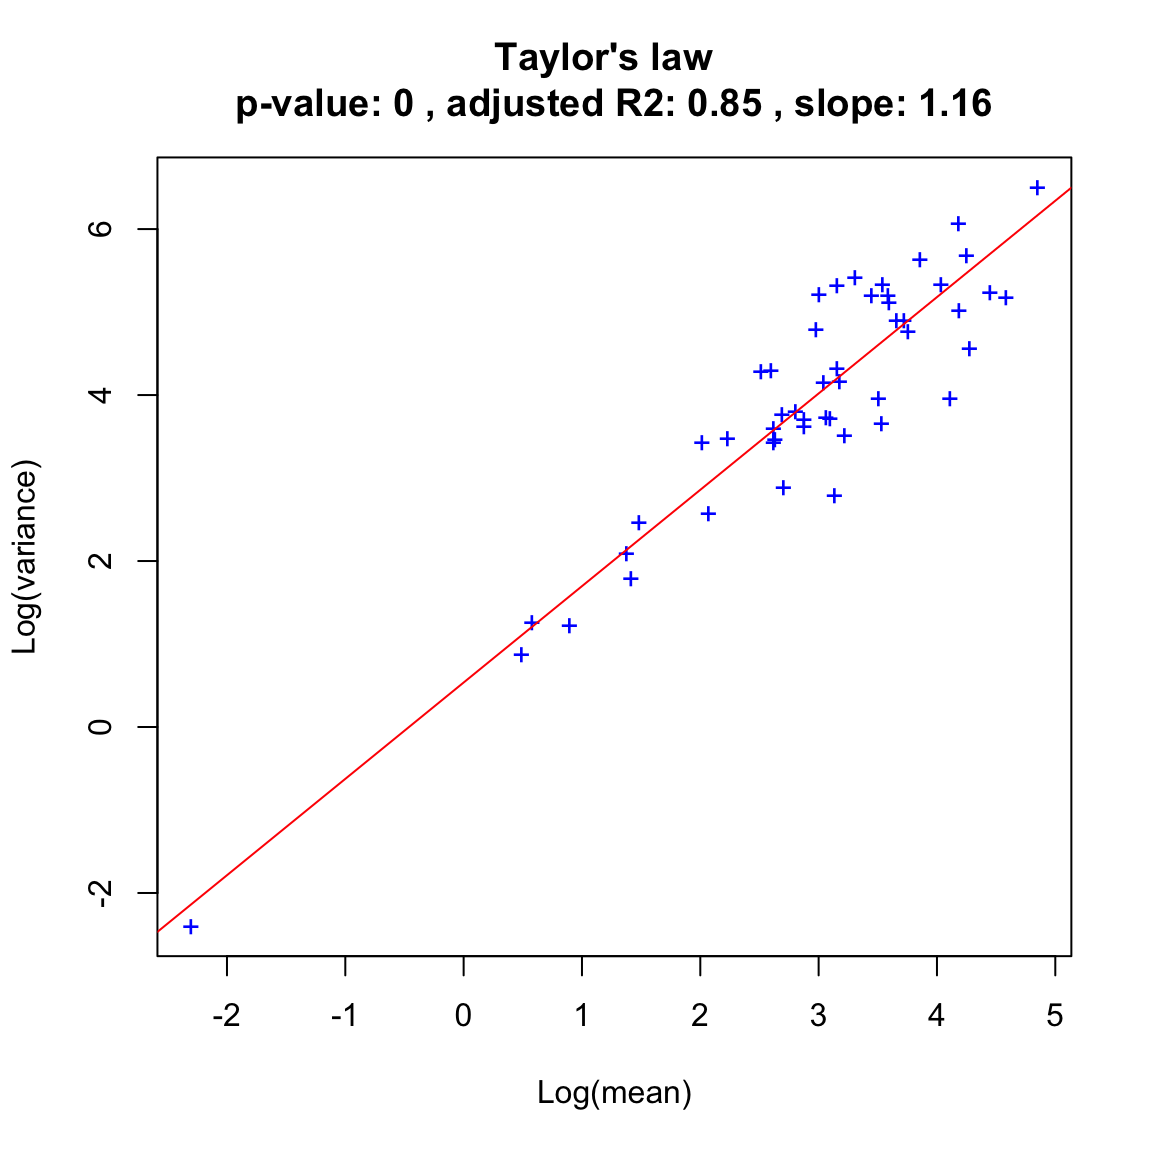 Taylor's law
p-value: 0 , adjusted R2: 0.85 , slope: 1.16
Log(variance)
6
4
2
0
-2
-2 -1 0 1 2 3 4 5
Log(mean)